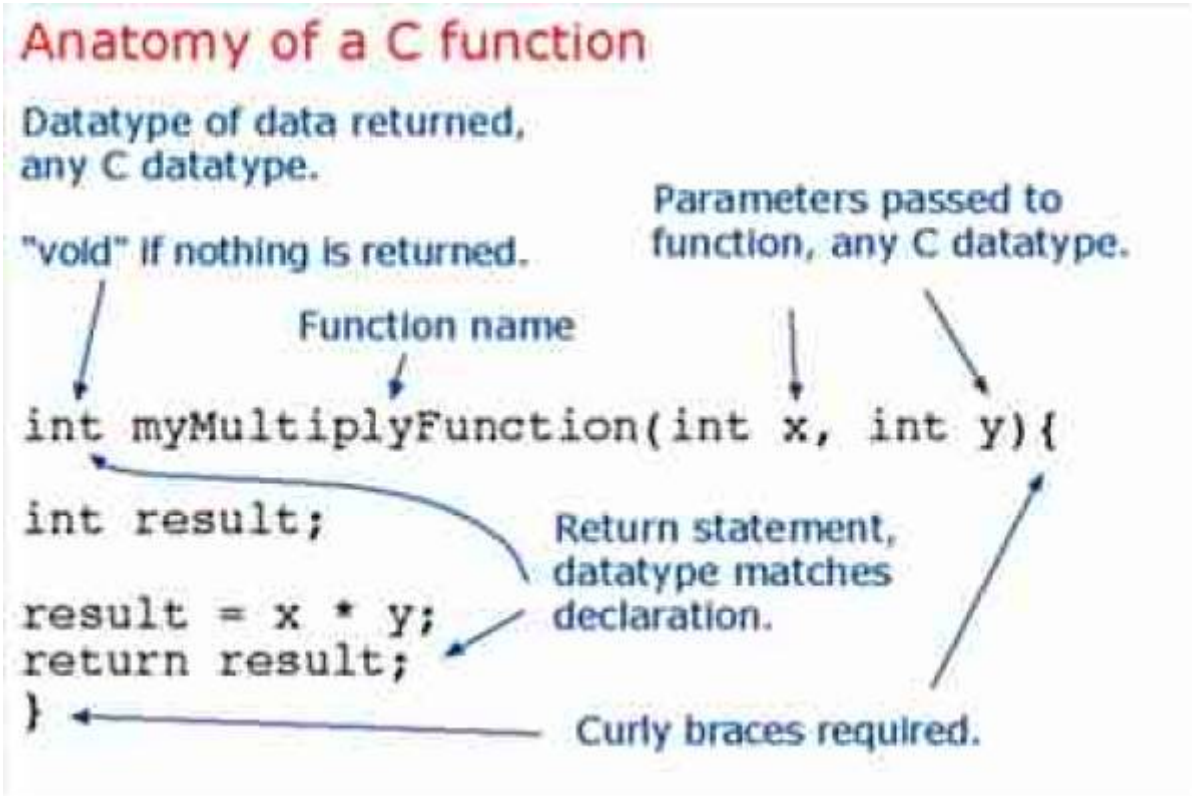 Anatomy of a C function
Datatype of data returned,
any C datatype.
"void" if nothing is returned.
Parameters passed to
function, any C datatype.
Function name
int myMultiplyFunction(int x, int y){
int result;
Return statement,
datatype matches
declaration.
result = x * y;
return result;
}
Curly braces required.